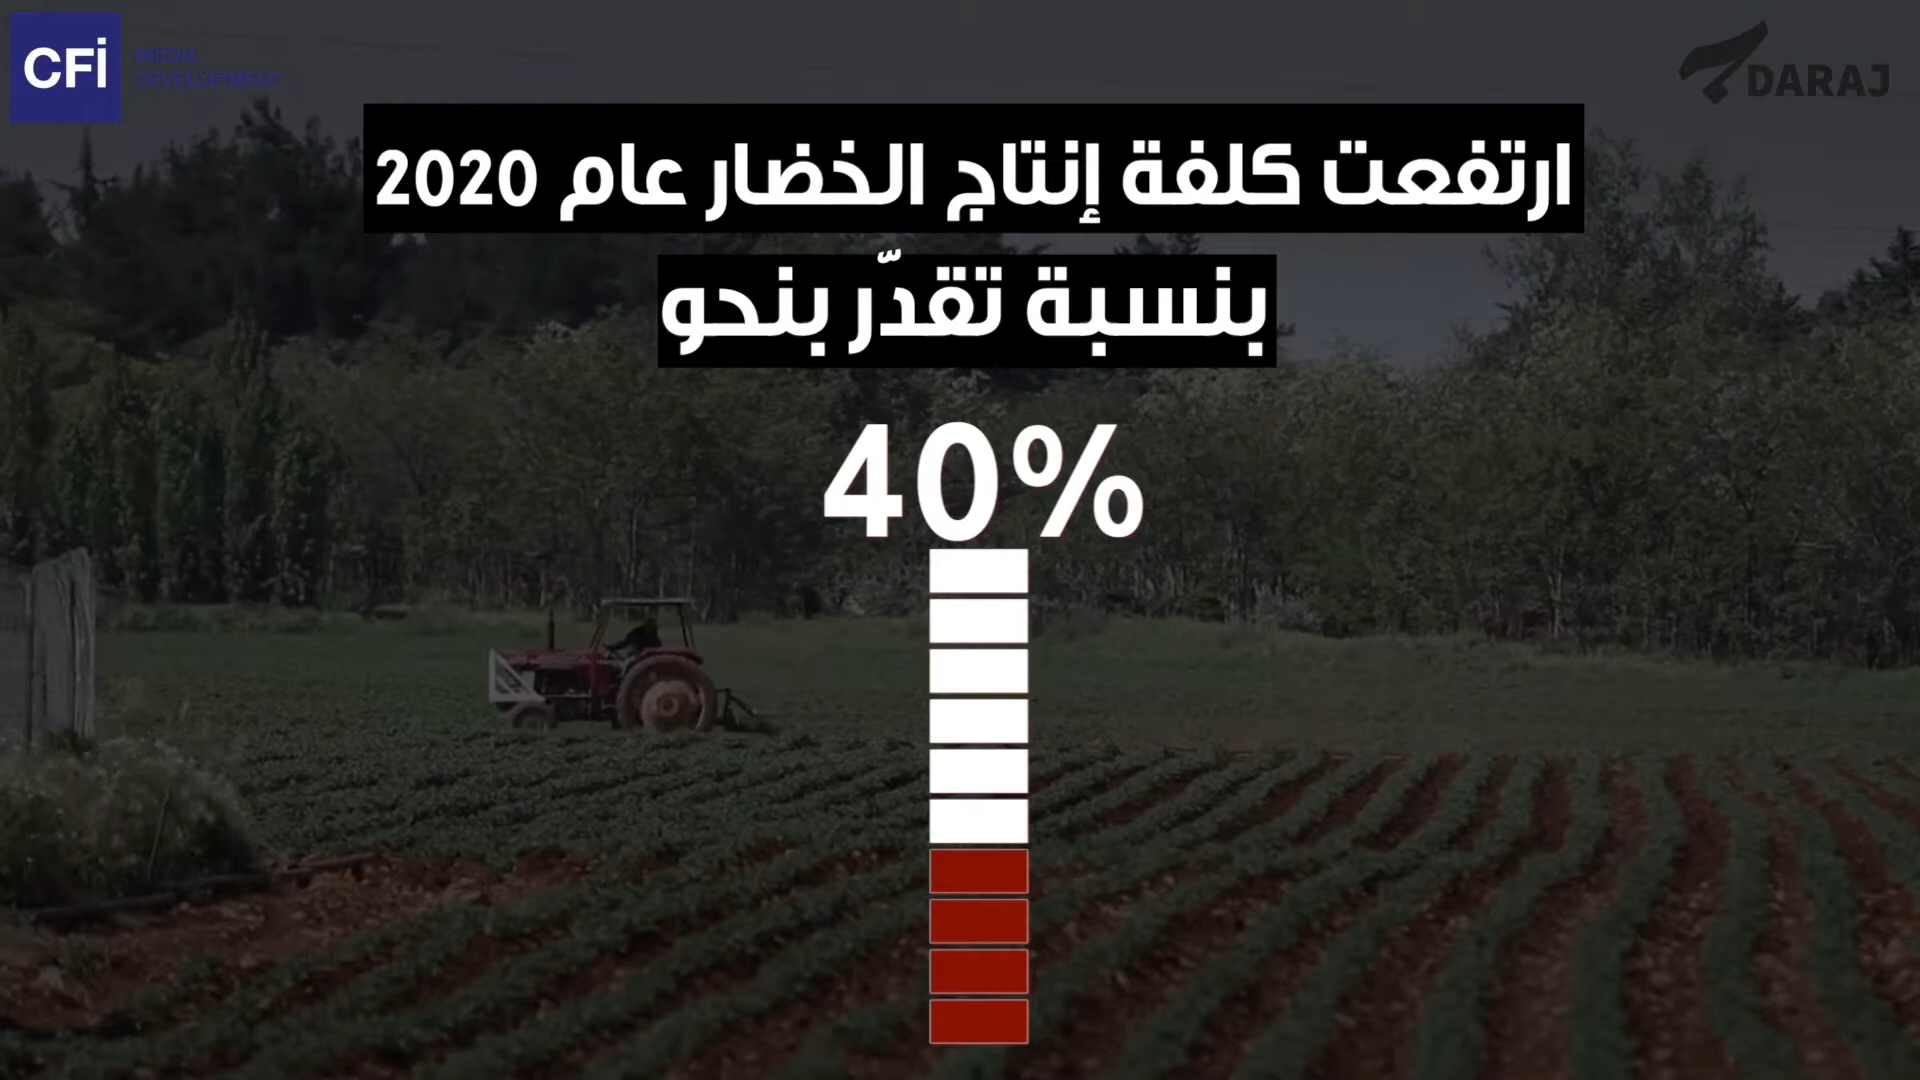 CFI
MEDIA
DEVELOPMENT
DARAJ
ارتفعت كلفة إنتاج الخضار عام 2020
بنسبة تقدّر بنحو
40%